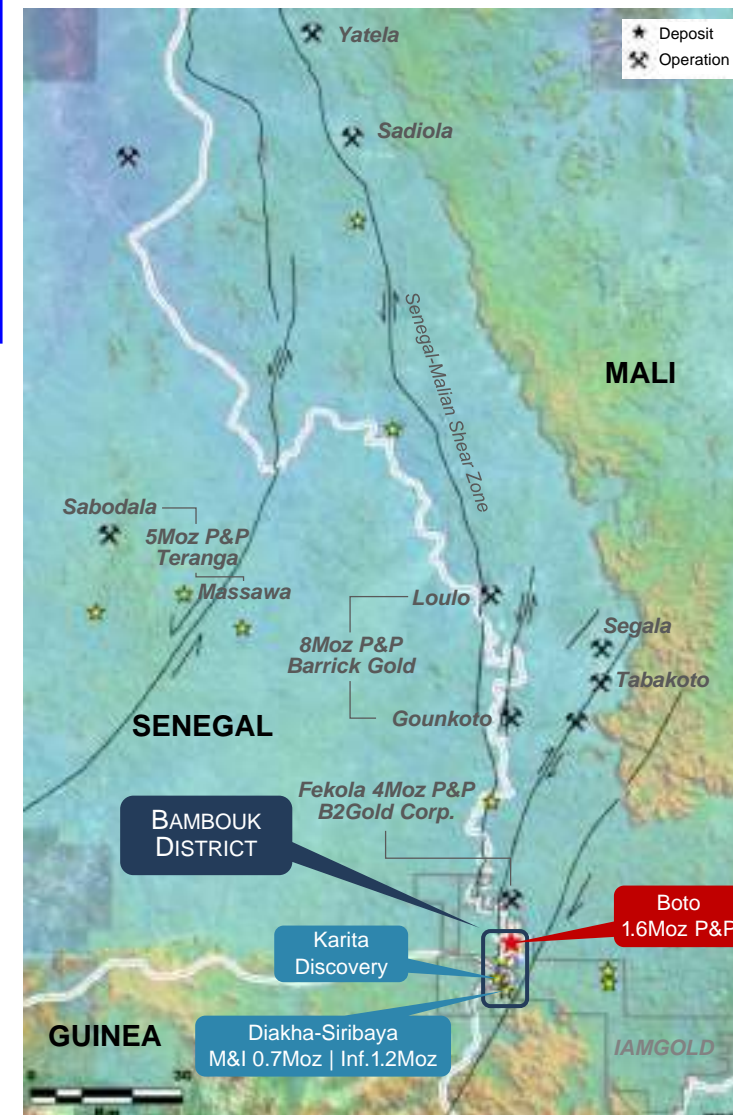 Deposit
Operation
Yatela
Sadiola
Senegal-Malian Shear Zone
MALI
Sabodala
5Moz P&P
Teranga
Massawa
Loulo
8Moz P&P
Barrick Gold
Segala
Tabakoto
Gounkoto
SENEGAL
Fekola 4Moz P&P
B2Gold Corp.
BAMBOUK
DISTRICT
Boto
1.6Moz P&P
Karita
Discovery
GUINEA
Diakha-Siribaya
M&I 0.7Moz | Inf.1.2Moz
IAMGOLD
0 30